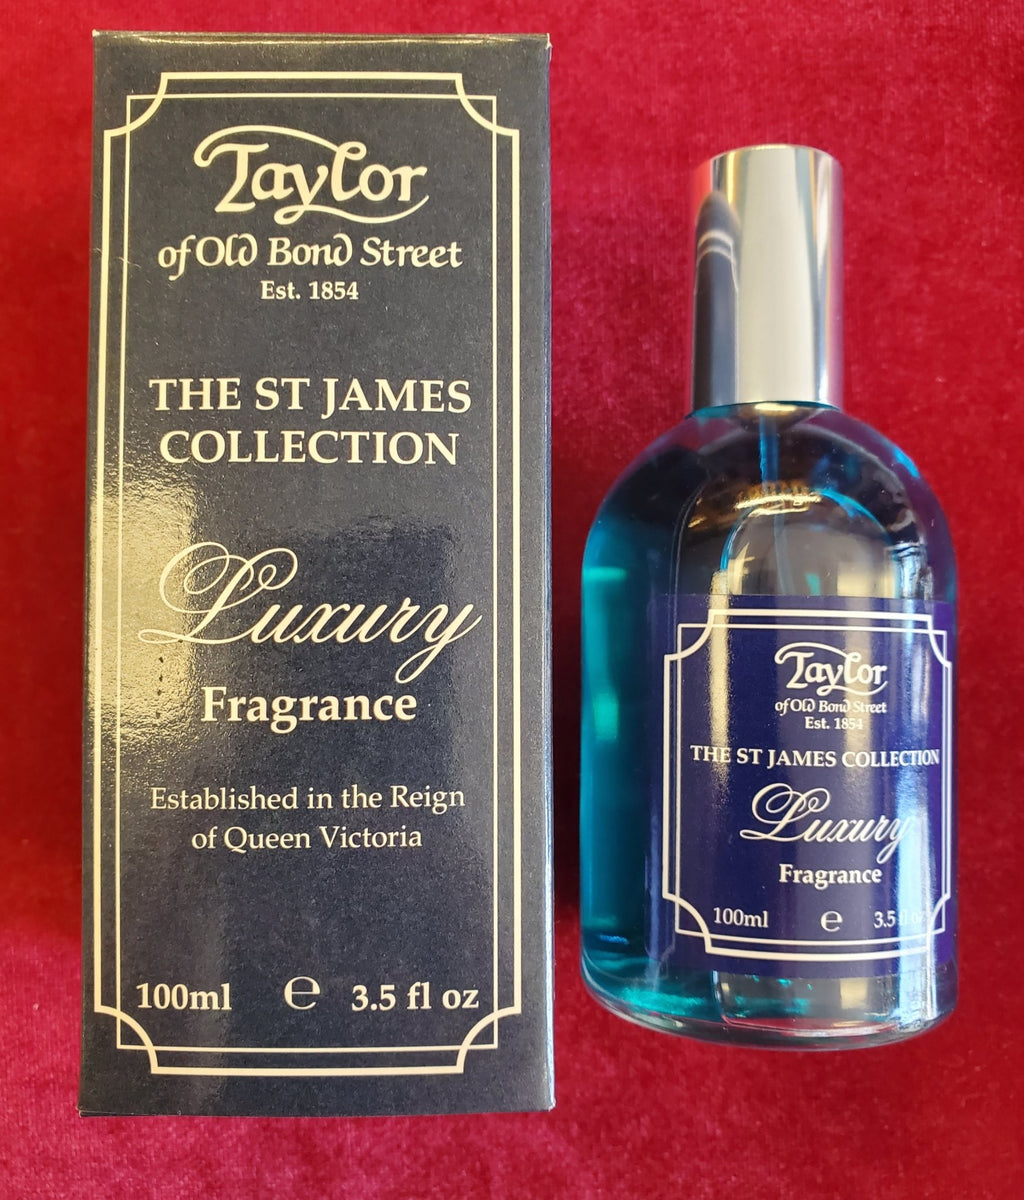 Taylor
of Old Bond Street
Est. 1854
THE ST JAMES
COLLECTION
Luxury
Fragrance
Established in the Reign
of Queen Victoria
100ml ℮ 3.5 fl oz
Taylor
of Old Bond Street
Est. 1854
THE ST JAMES COLLECTION
Luxury
Fragrance
100ml ℮ 3.5 fl oz